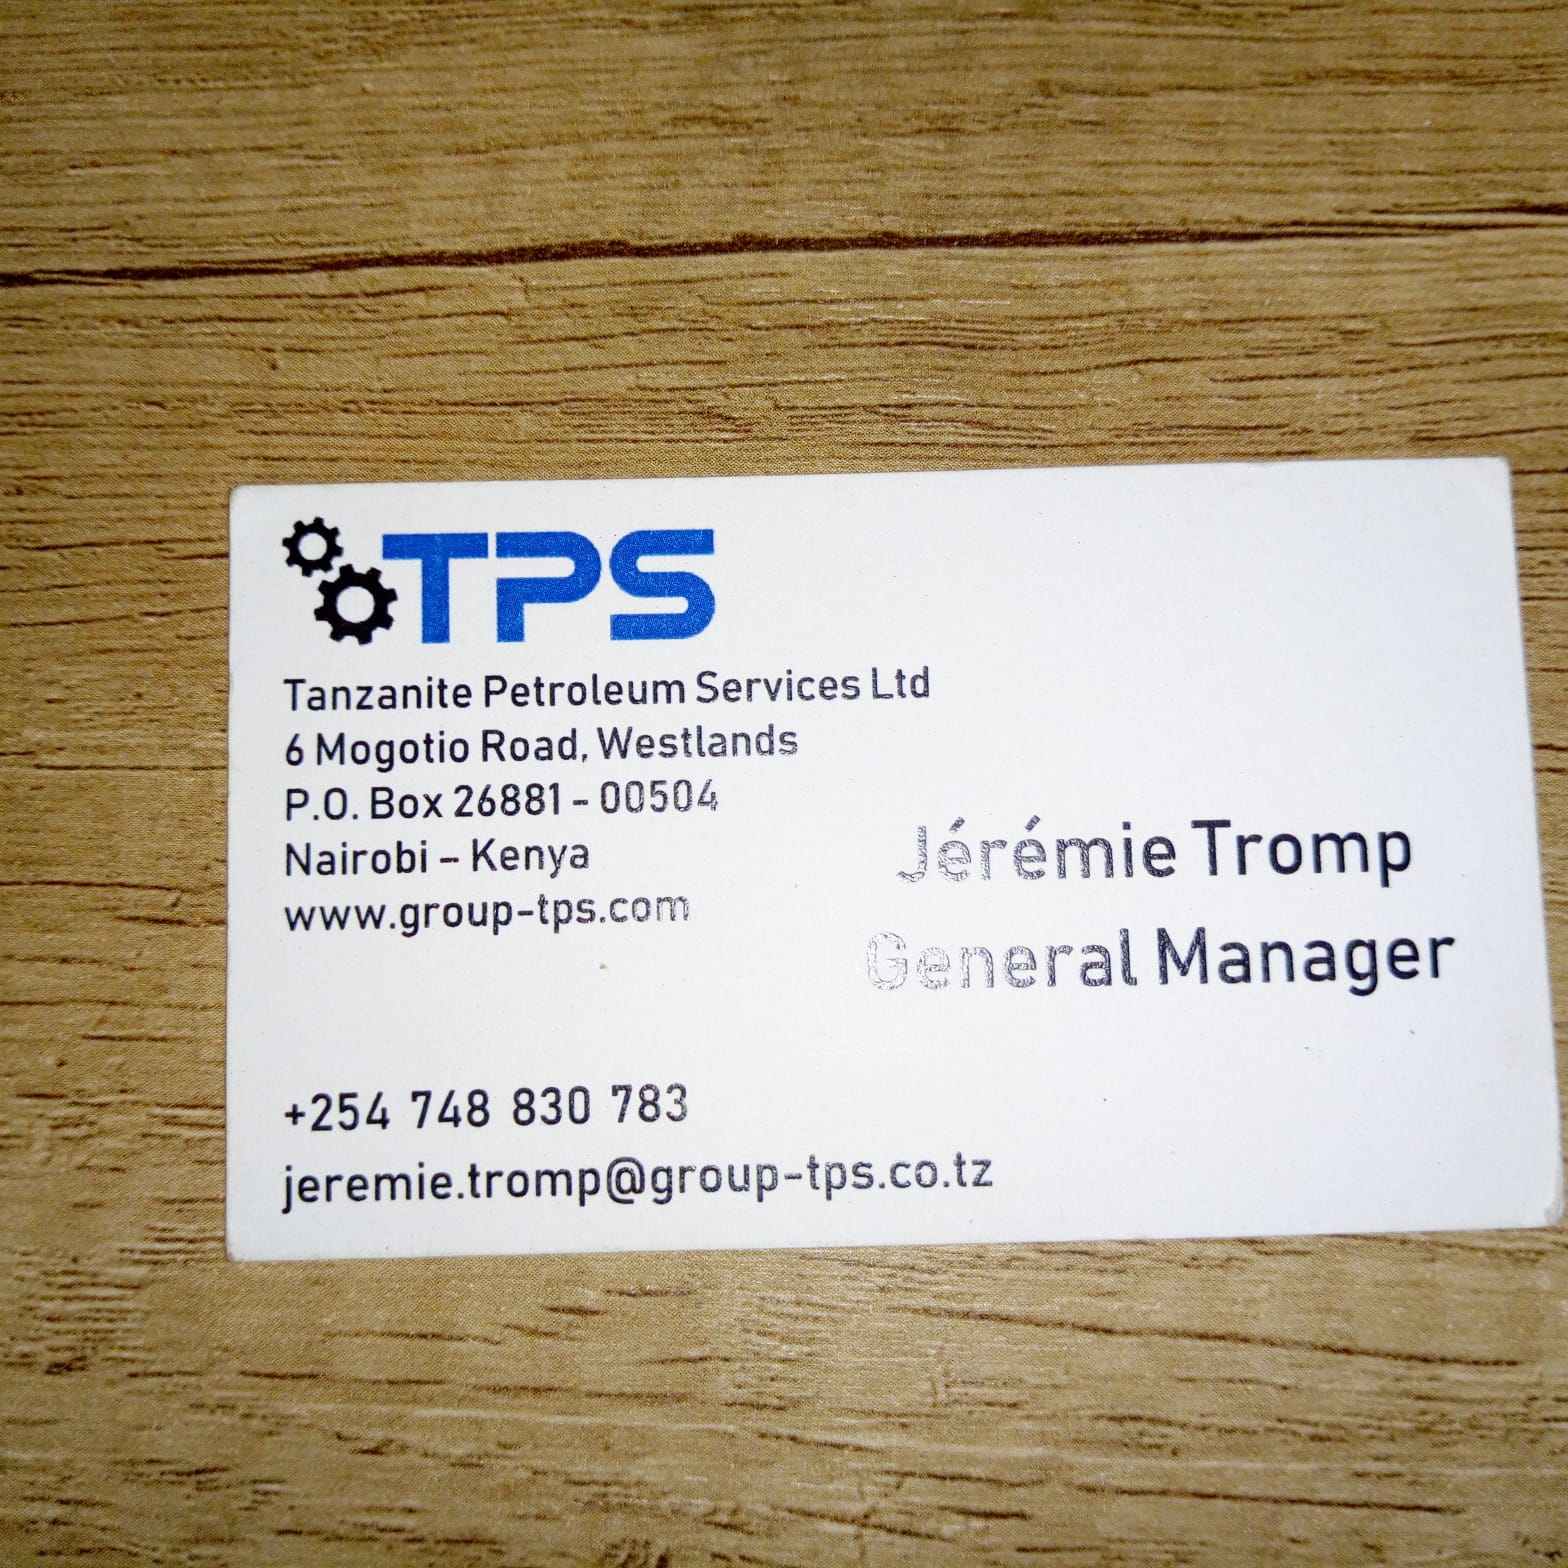 TPS
Tanzanite Petroleum Services Ltd
6 Mogotio Road, Westlands
P.O. Box 26881 - 00504
Nairobi - Kenya
www.group-tps.com
Jérémie Tromp
General Manager
+254 748 830 783
jeremie.tromp@group-tps.co.tz